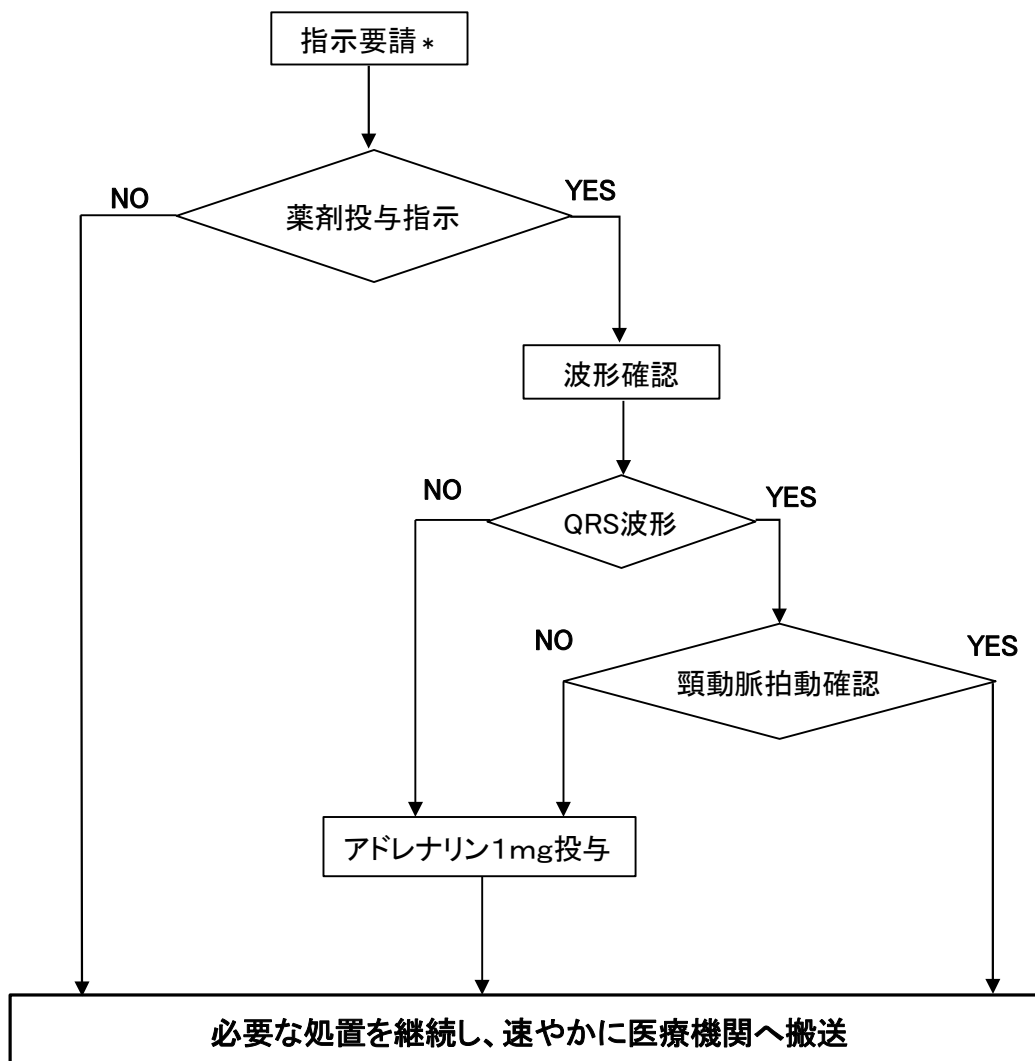 指示要請*
NO
YES
薬剤投与指示
波形確認
NO
YES
QRS波形
NO
YES
頸動脈拍動確認
アドレナリン1mg投与
必要な処置を継続し、速やかに医療機関へ搬送